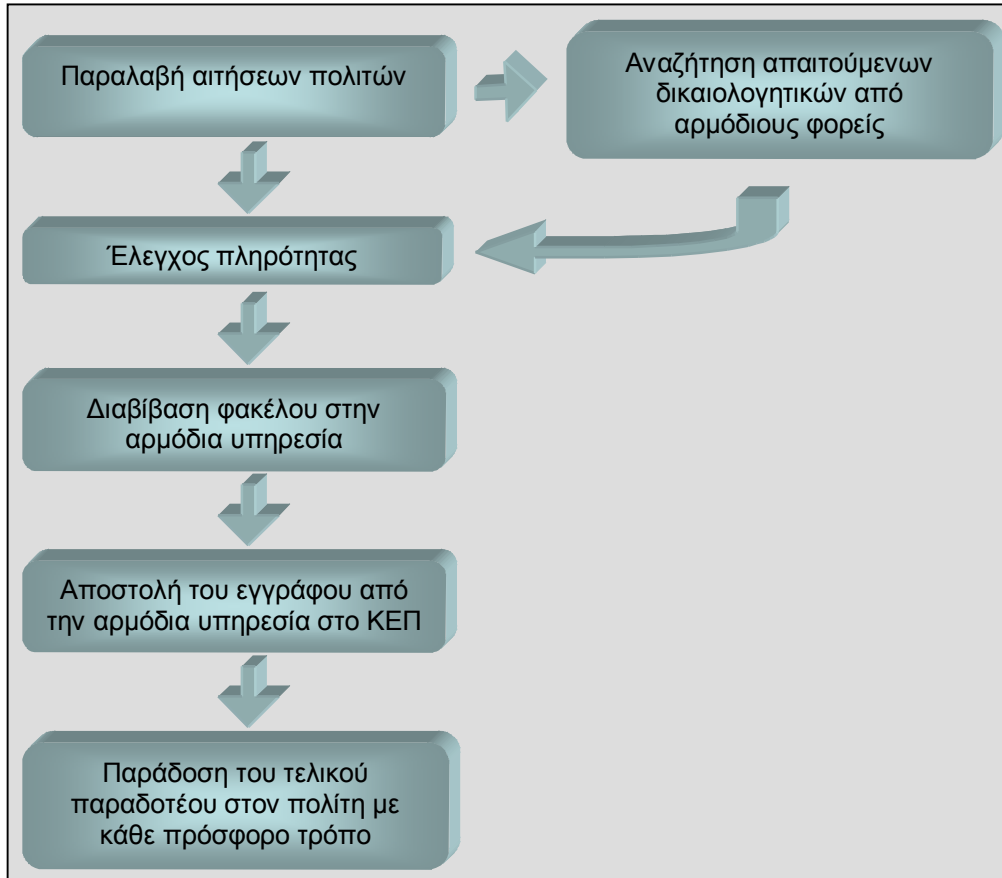 Παραλαβή αιτήσεων πολιτών
Αναζήτηση απαιτούμενων
δικαιολογητικών από
αρμόδιους φορείς
Έλεγχος πληρότητας
Διαβίβαση φακέλου στην
αρμόδια υπηρεσία
Αποστολή του εγγράφου από
την αρμόδια υπηρεσία στο ΚΕΠ
Παράδοση του τελικού
παραδοτέου στον πολίτη με
κάθε πρόσφορο τρόπο